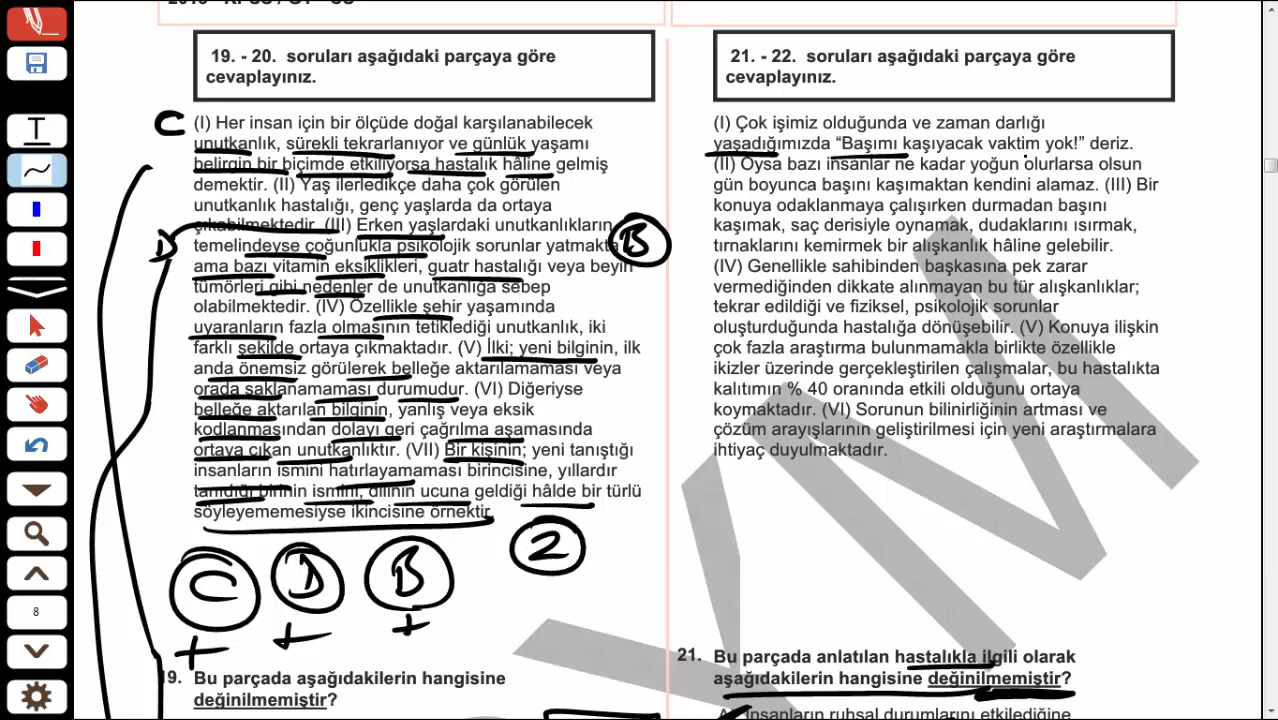 19. - 20. soruları aşağıdaki parçaya göre
cevaplayınız.
C
(I) Her insan için bir ölçüde doğal karşılanabilecek
unutkanlık, sürekli tekrarlanıyor ve günlük yaşamı
belirgin bir biçimde etkiliyorsa hastalık hâline gelmiş
demektir. (II) Yaş ilerledikçe daha çok görülen
unutkanlık hastalığı, genç yaşlarda da ortaya
çıkabilmektedir. (III) Erken yaşlardaki unutkanlıkların
D
temelindeyse çoğunlukla psikolojik sorunlar yatmakta
B
ama bazı vitamin eksiklikleri, guatr hastalığı veya beyin
tümörleri gibi nedenler de unutkanlığa sebep
olabilmektedir. (IV) Özellikle şehir yaşamında
uyaranların fazla olmasının tetiklediği unutkanlık, iki
farklı şekilde ortaya çıkmaktadır. (V) İlki; yeni bilginin, ilk
anda önemsiz görülerek belleğe aktarılamaması veya
orada saklanamaması durumudur. (VI) Diğeriyse
belleğe aktarılan bilginin, yanlış veya eksik
kodlanmasından dolayı geri çağrılma aşamasında
ortaya çıkan unutkanlıktır. (VII) Bir kişinin; yeni tanıştığı
insanların ismini hatırlayamaması birincisine, yıllardır
tanıdığı birinin ismini, dilinin ucuna geldiği hâlde bir türlü
söyleyememesiyse ikincisine örnektir.
2
C D B
+ + +
19. Bu parçada aşağıdakilerin hangisine
değinilmemiştir?
21. - 22. soruları aşağıdaki parçaya göre
cevaplayınız.
(I) Çok işimiz olduğunda ve zaman darlığı
yaşadığımızda “Başımı kaşıyacak vaktim yok!” deriz.
(II) Oysa bazı insanlar ne kadar yoğun olurlarsa olsun
gün boyunca başını kaşımaktan kendini alamaz. (III) Bir
konuya odaklanmaya çalışırken durmadan başını
kaşımak, saç derisiyle oynamak, dudaklarını ısırmak,
tırnaklarını kemirmek bir alışkanlık hâline gelebilir.
(IV) Genellikle sahibinden başkasına pek zarar
vermediğinden dikkate alınmayan bu tür alışkanlıklar;
tekrar edildiği ve fiziksel, psikolojik sorunlar
oluşturduğunda hastalığa dönüşebilir. (V) Konuya ilişkin
çok fazla araştırma bulunmamakla birlikte özellikle
ikizler üzerinde gerçekleştirilen çalışmalar, bu hastalıkta
kalıtımın % 40 oranında etkili olduğunu ortaya
koymaktadır. (VI) Sorunun bilinirliğinin artması ve
çözüm arayışlarının geliştirilmesi için yeni araştırmalara
ihtiyaç duyulmaktadır.
21. Bu parçada anlatılan hastalıkla ilgili olarak
aşağıdakilerin hangisine değinilmemiştir?
insanların ruhsal durumlarını etkilediğine
T
8